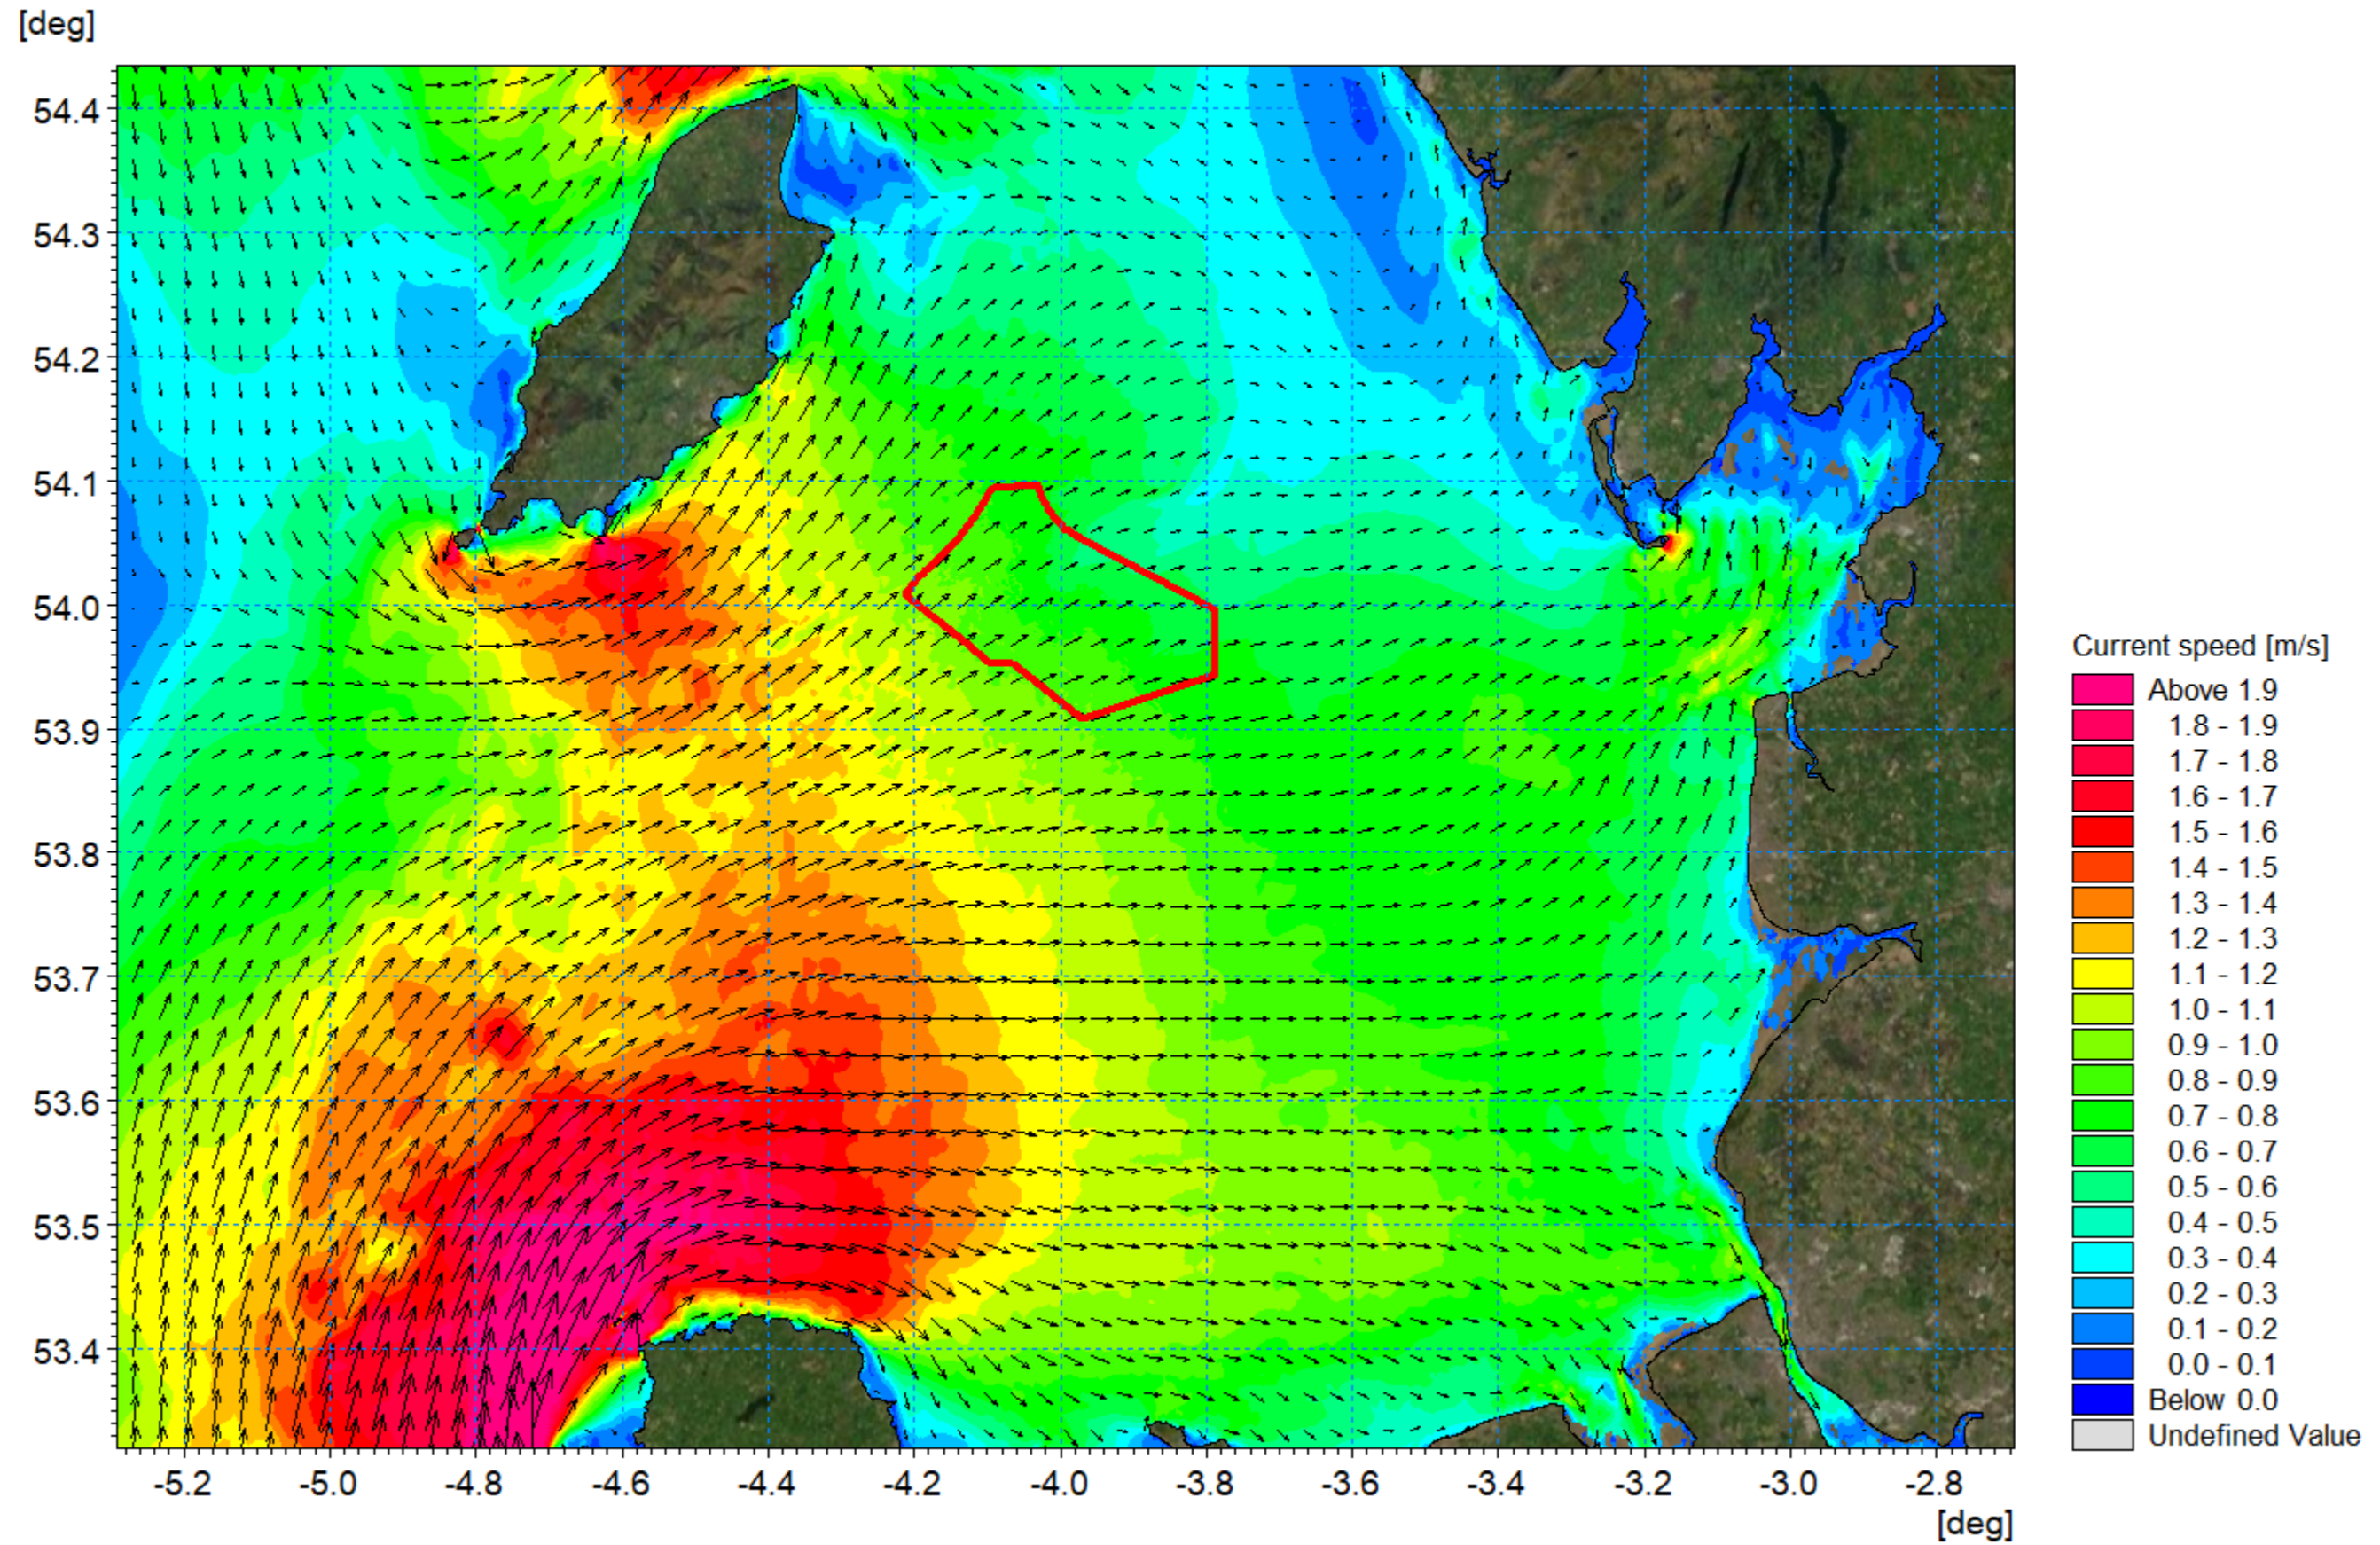 [deg]
54.4
54.3
54.2
54.1
54.0
53.9
53.8
53.7
53.6
53.5
53.4
-5.2 -5.0 -4.8 -4.6 -4.4 -4.2 -4.0 -3.8 -3.6 -3.4 -3.2 -3.0 -2.8
[deg]
Current speed [m/s]
Above 1.9
1.8 - 1.9
1.7 - 1.8
1.6 - 1.7
1.5 - 1.6
1.4 - 1.5
1.3 - 1.4
1.2 - 1.3
1.1 - 1.2
1.0 - 1.1
0.9 - 1.0
0.8 - 0.9
0.7 - 0.8
0.6 - 0.7
0.5 - 0.6
0.4 - 0.5
0.3 - 0.4
0.2 - 0.3
0.1 - 0.2
0.0 - 0.1
Below 0.0
Undefined Value